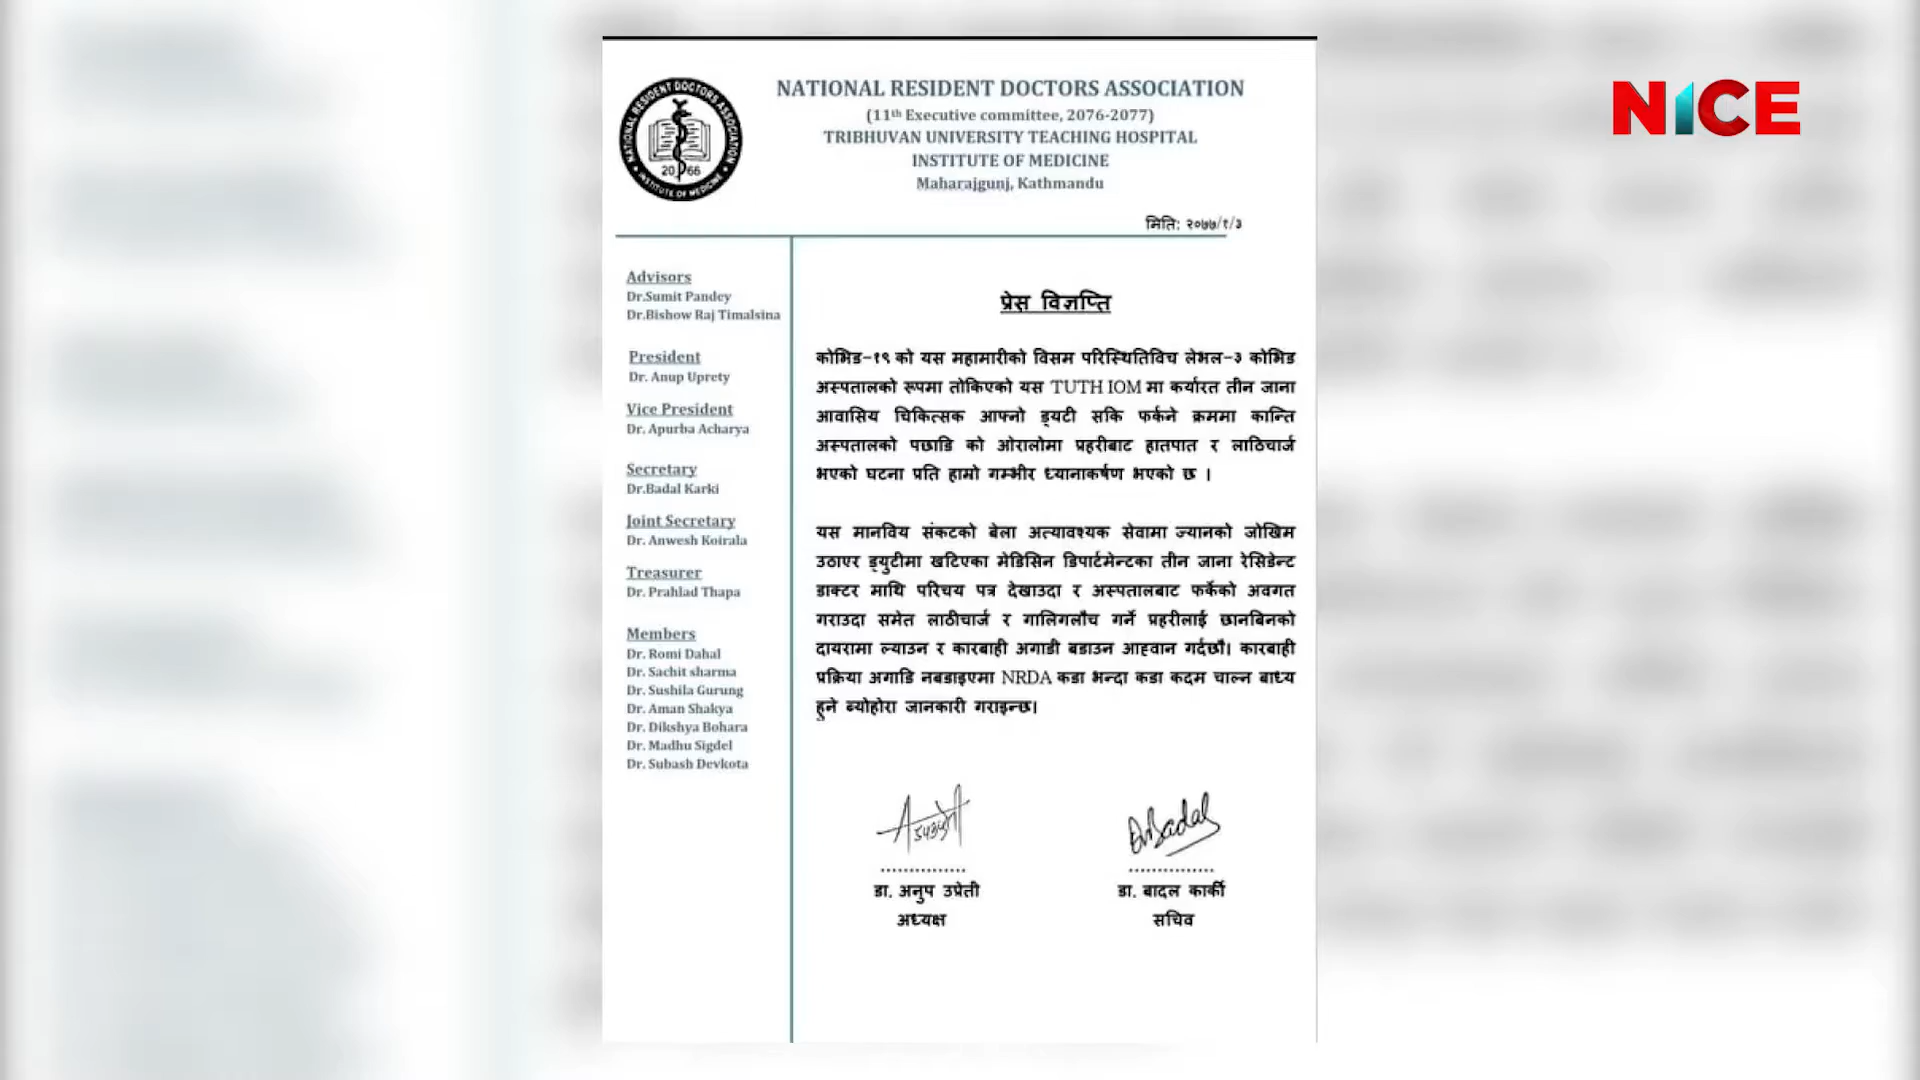 NATIONAL RESIDENT DOCTORS ASSOCIATION
(11th Executive committee, 2076-2077)
TRIBHUVAN UNIVERSITY TEACHING HOSPITAL
INSTITUTE OF MEDICINE
Maharajgunj, Kathmandu
NATIONAL RESIDENT DOCTORS ASSOCIATION
2066
INSTITUTE OF MEDICINE
N1CE
मिति: २०७७/१/३
Advisors
Dr.Sumit Pandey
Dr.Bishow Raj Timalsina
President
Dr. Anup Uprety
Vice President
Dr. Apurba Acharya
Secretary
Dr.Badal Karki
Joint Secretary
Dr. Anwesh Koirala
Treasurer
Dr. Prahlad Thapa
Members
Dr. Romi Dahal
Dr. Sachit sharma
Dr. Sushila Gurung
Dr. Aman Shakya
Dr. Dikshya Bohara
Dr. Madhu Sigdel
Dr. Subash Devkota
प्रेस विज्ञप्ति
कोभिड-१९ को यस महामारीको विसम परिस्थितिविच लेभल-३ कोभिड
अस्पतालको रूपमा तोकिएको यस TUTH IOM मा कर्यारत तीन जाना
आवासिय चिकित्सक आफ्नो ड्यटी सकि फर्कने क्रममा कान्ति
अस्पतालको पछाडि को ओरालोमा प्रहरीबाट हातपात र लाठिचार्ज
भएको घटना प्रति हाम्रो गम्भीर ध्यानाकर्षण भएको छ ।
यस मानविय संकटको बेला अत्यावश्यक सेवामा ज्यानको जोखिम
उठाएर ड्युटीमा खटिएका मेडिसिन डिपार्टमेन्टका तीन जाना रेसिडेन्ट
डाक्टर माथि परिचय पत्र देखाउदा र अस्पतालबाट फर्केको अवगत
गराउदा समेत लाठीचार्ज र गालिगलौच गर्ने प्रहरीलाई छानबिनको
दायरामा ल्याउन र कारबाही अगाडी बडाउन आह्वान गर्दछौ। कारबाही
प्रक्रिया अगाडि नबडाइएमा NRDA कडा भन्दा कडा कदम चाल्न बाध्य
हुने ब्योहोरा जानकारी गराइन्छ।
DrBadal
डा. अनुप उप्रेती
अध्यक्ष
डा. बादल कार्की
सचिव